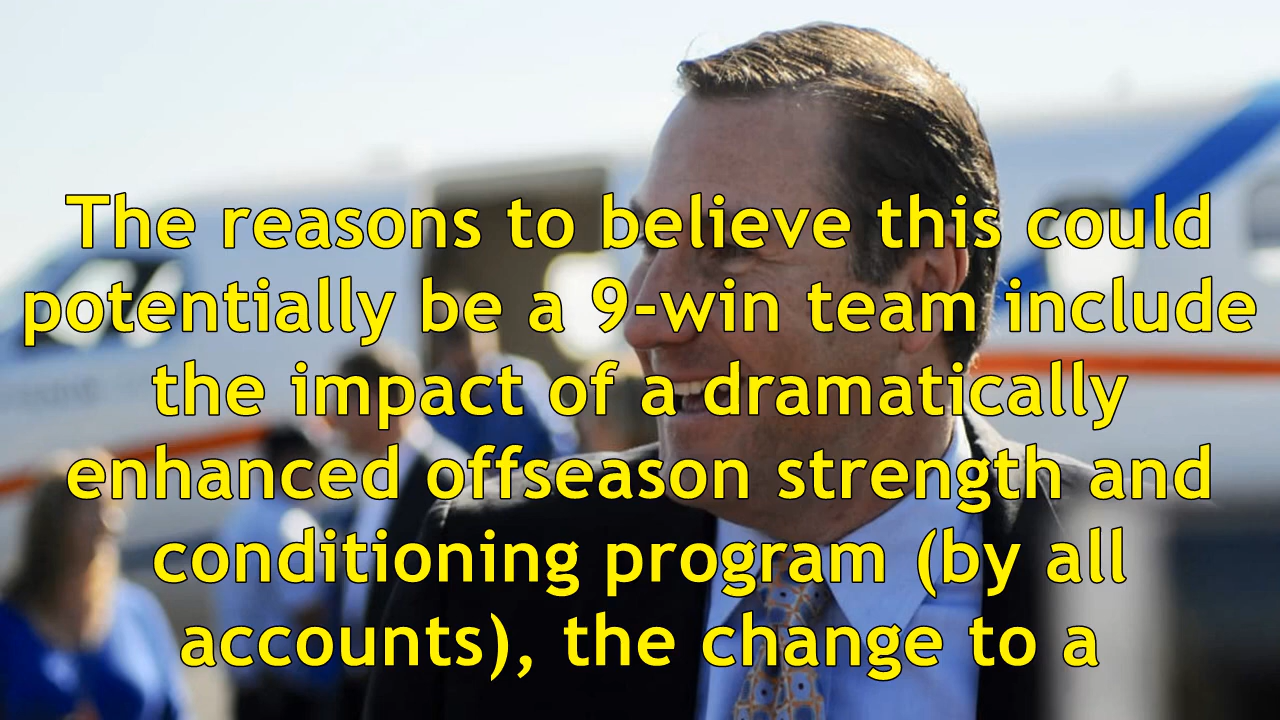 The reasons to believe this could
potentially be a 9-win team include
the impact of a dramatically
enhanced offseason strength and
conditioning program (by all
accounts), the change to a